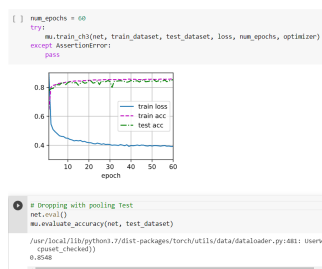 [ ] num_epochs = 60
try:
mu.train_ch3(net, train_dataset, test_dataset, loss, num_epochs, optimizer)
except AssertionError:
pass
0.8
0.6
0.4
train loss
train acc
test acc
10 20 30 40 50 60
epoch
# Dropping with pooling Test
net.eval()
mu.evaluate_accuracy(net, test_dataset)
/usr/local/lib/python3.7/dist-packages/torch/utils/data/dataloader.py:481: UserW
cpuset_checked))
0.8548